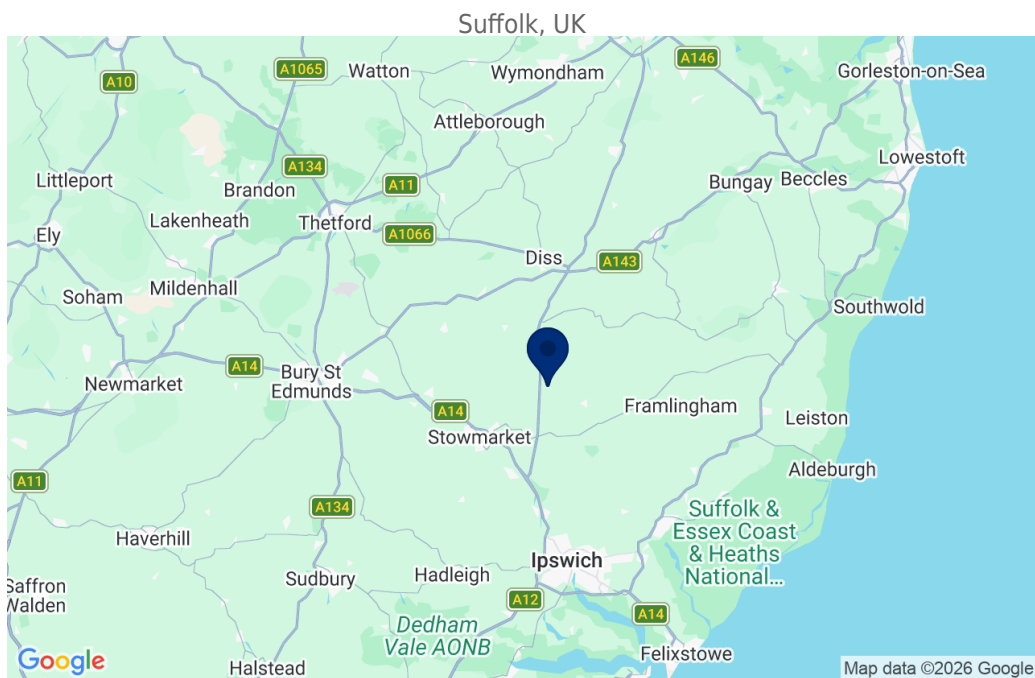 Suffolk, UK
A10
A1065
Watton
Wymondham
A146
Gorleston-on-Sea
Attleborough
Littleport
Brandon
A134
A11
Lowestoft
Bungay
Beccles
Lakenheath
Thetford
A1066
Ely
Diss
A143
Soham
Mildenhall
Southwold
Newmarket
A14
Bury St
Edmunds
A14
Stowmarket
Framlingham
Leiston
Aldeburgh
A11
A134
Suffolk &
Essex Coast
& Heaths
National...
Haverhill
Ipswich
Saffron
Walden
Sudbury
Hadleigh
A12
A14
Dedham
Vale AONB
Felixstowe
Halstead
Google
Map data ©2026 Google